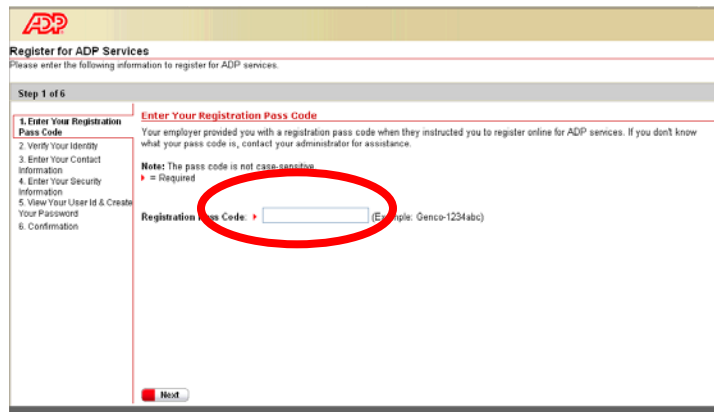 ADP
Register for ADP Services
Please enter the following information to register for ADP services.
Step 1 of 6
1. Enter Your Registration
Pass Code
2. Verify Your Identity
3. Enter Your Contact
Information
4. Enter Your Security
Information
5. View Your User Id & Create
Your Password
6. Confirmation
Enter Your Registration Pass Code
Your employer provided you with a registration pass code when they instructed you to register online for ADP services. If you don't know
what your pass code is, contact your administrator for assistance.
Note: The pass code is not case-sensitive
= Required
Registration Pass Code: (Example: Genco-1234abc)
Next